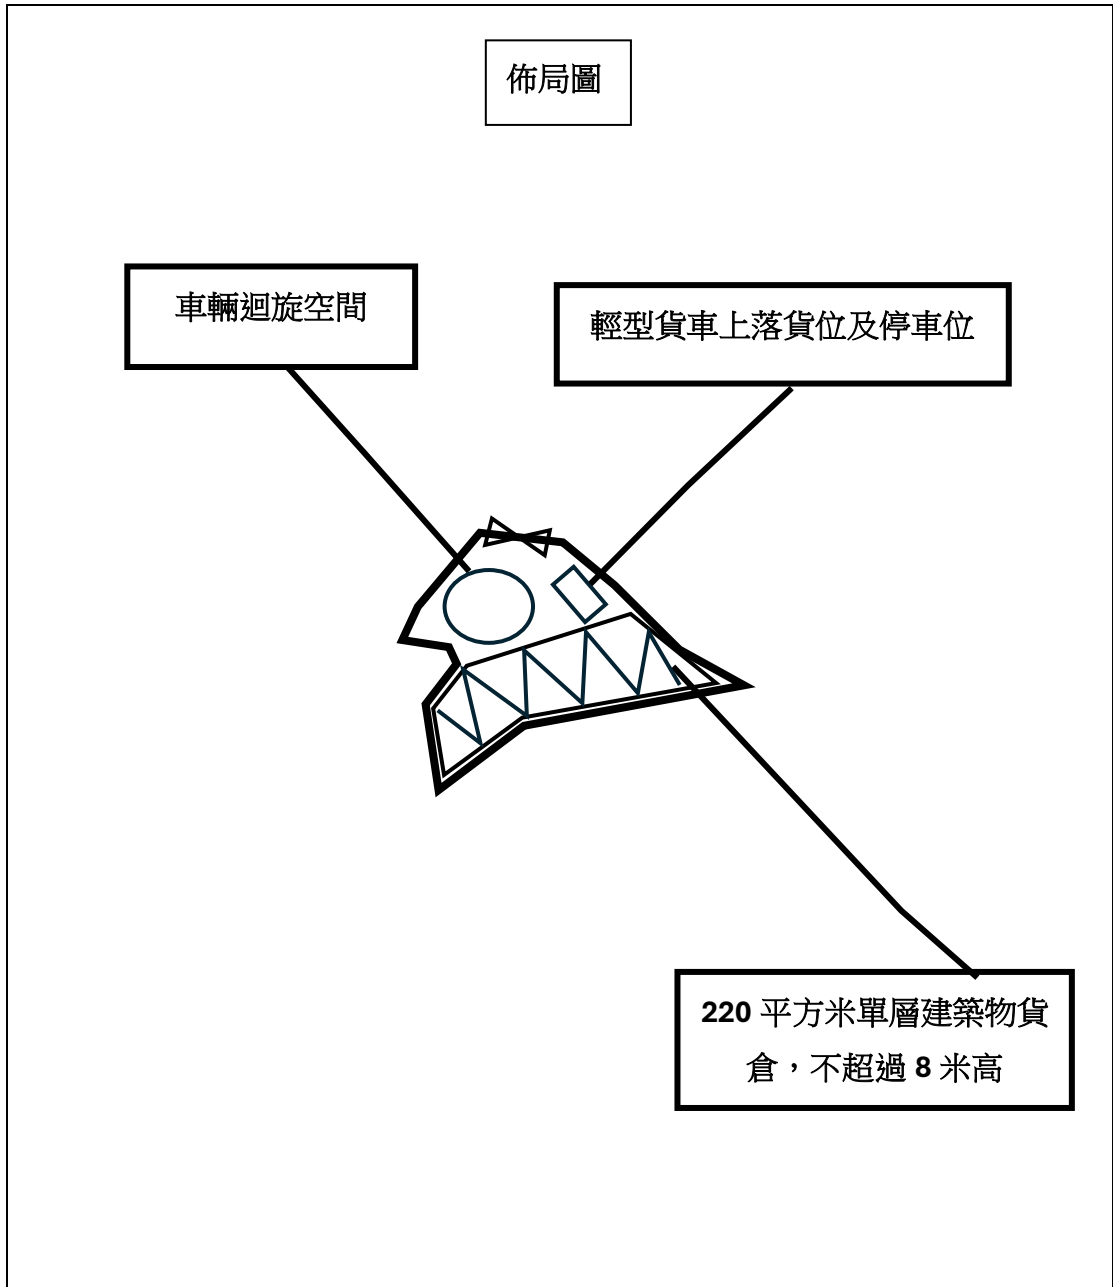 佈局圖
車輛迴旋空間
輕型貨車上落貨位及停車位
220 平方米單層建築物貨
倉，不超過 8 米高